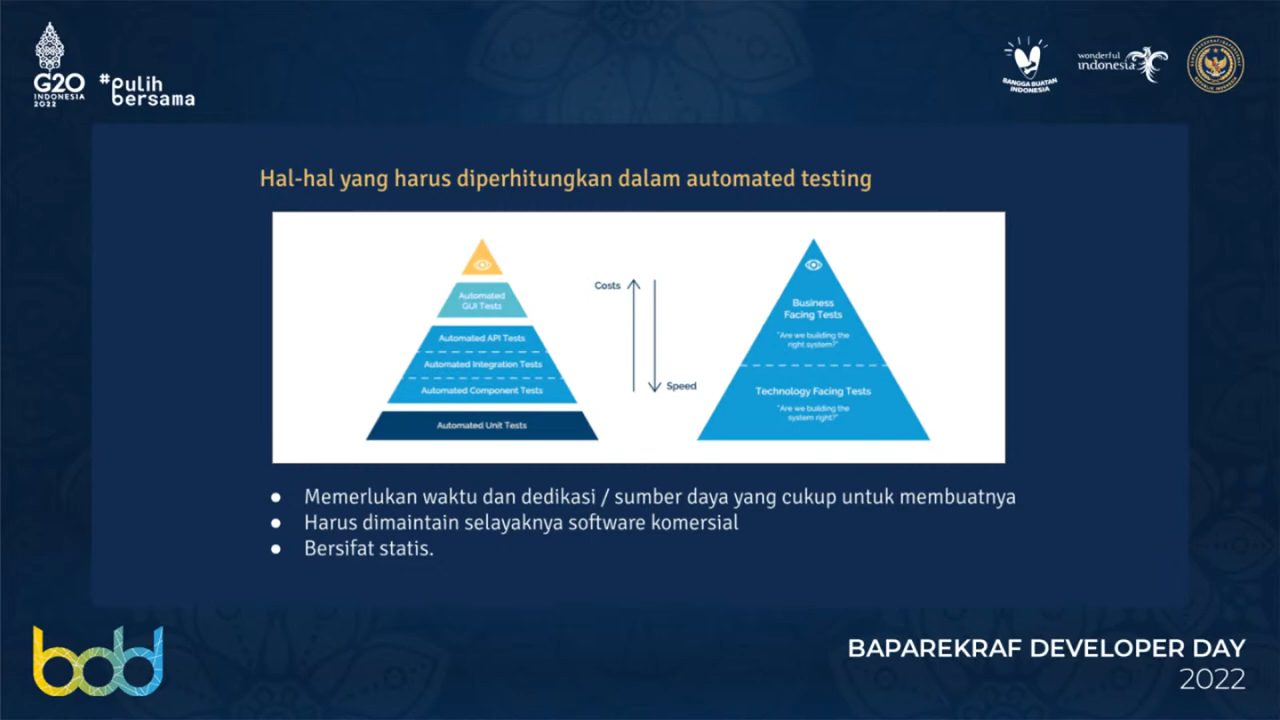 G20
INDONESIA
2022
#pulih
bersama
BANGGA BUATAN
INDONESIA
wonderful
indonesia
Hal-hal yang harus diperhitungkan dalam automated testing
Automated
GUI Tests
Automated API Tests
Automated Integration Tests
Automated Component Tests
Automated Unit Tests
Costs
Speed
Business
Facing Tests
"Are we building the
right system?"
Technology Facing Tests
"Are we building the
system right?"
● Memerlukan waktu dan dedikasi / sumber daya yang cukup untuk membuatnya
● Harus dimaintain selayaknya software komersial
● Bersifat statis.
bdd
BAPAREKRAF DEVELOPER DAY
2022